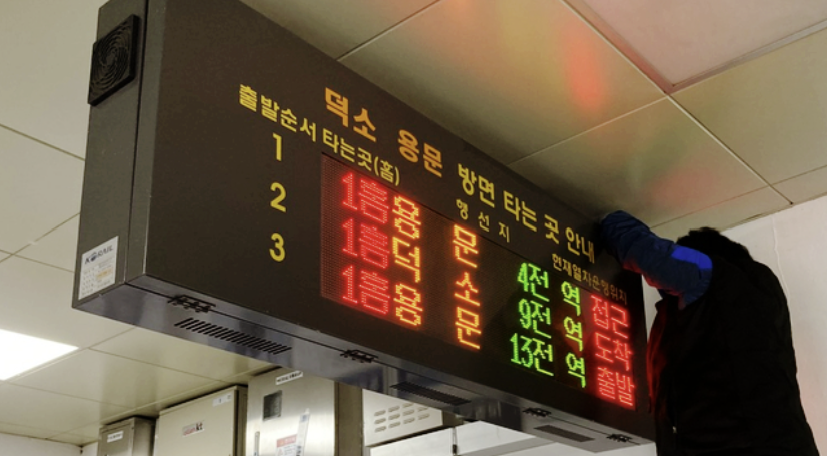 덕소 용문 방면 타는 곳 안내
출발순서 타는곳(홈) 행선지 현재열차운행위치
1 1홈 용문 4전역 접근
2 1홈 덕소 9전역 도착
3 1홈 용문 13전역 출발
KORAIL